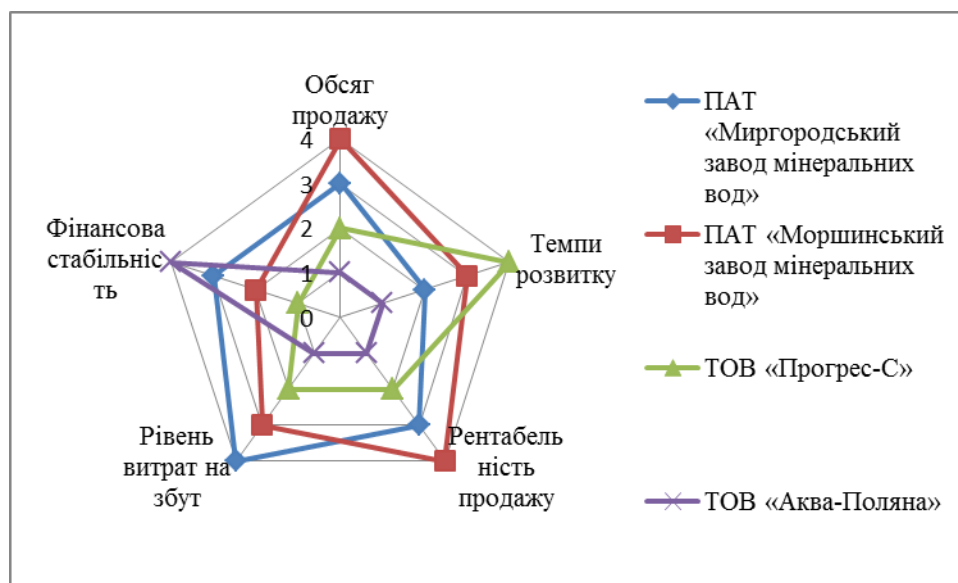 Обсяг
продажу
4
3
2
1
0
Темпи
розвитку
Рентабель
ність
продажу
Рівень
витрат на
збут
Фінансова
стабільніс
ть
ПАТ
«Миргородський
завод мінеральних
вод»
ПАТ «Моршинський
завод мінеральних
вод»
ТОВ «Прогрес-С»
ТОВ «Аква-Поляна»